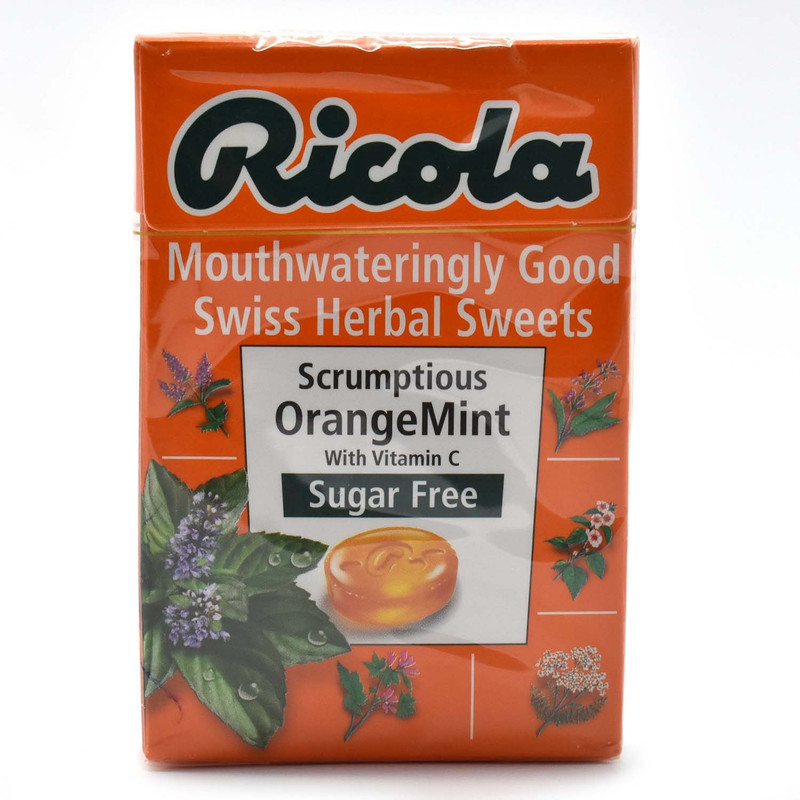 Ricola
Mouthwateringly Good
Swiss Herbal Sweets
Scrumptious
OrangeMint
With Vitamin C
Sugar Free